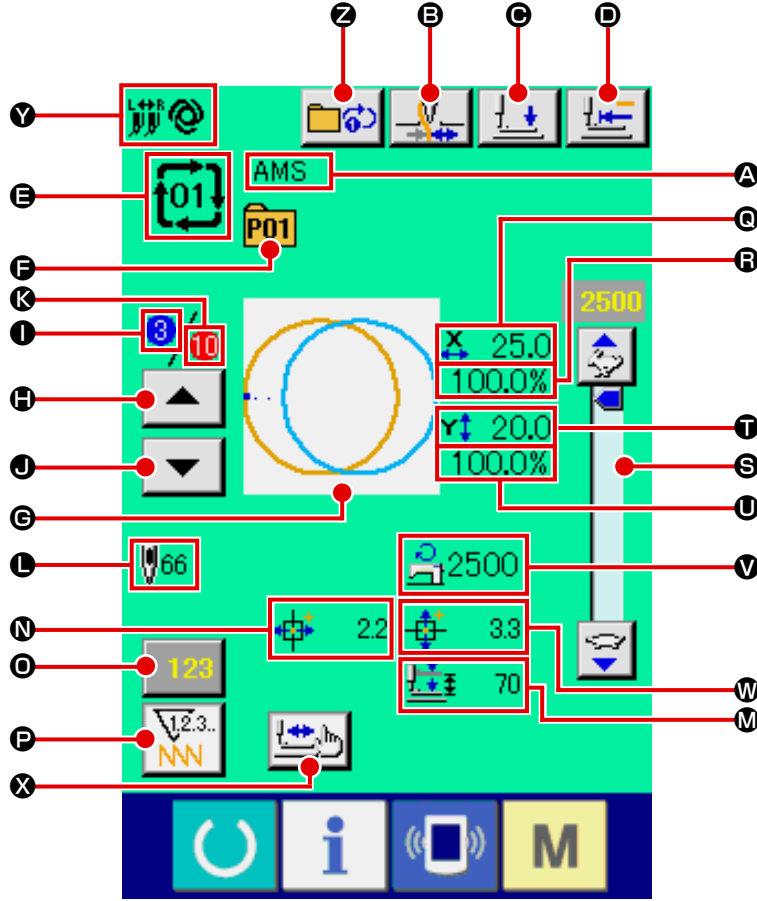 Z B C D
Y L R
A AMS
E 01
Q
F P01
R
K
I 3 / 10
2500
X 25.0
100.0%
H
Y 20.0 T
J 100.0% S
G U
L 66
2500 V
N 2.2 3.3
O 123
W
70 M
P 1.2.3..
X
i M